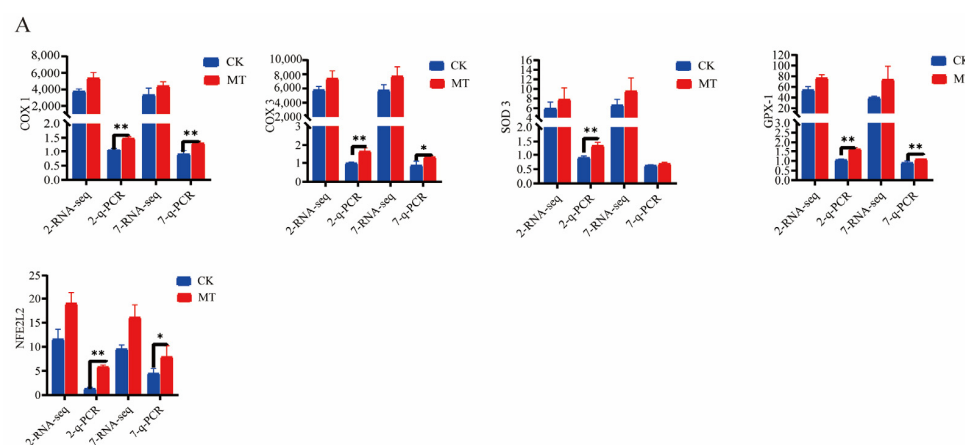 A
COX 1
8,000
6,000
4,000
2,000
2.0
1.5
1.0
0.5
0.0
**
**
CK
MT
2-RNA-seq
2-q-PCR
7-RNA-seq
7-q-PCR
COX 3
10,000
8,000
6,000
4,000
2
1
0
**
*
CK
MT
2-RNA-seq
2-q-PCR
7-RNA-seq
7-q-PCR
SOD 3
16
14
12
10
8
6
4
1.5
1.0
0.5
0.0
**
CK
MT
2-RNA-seq
2-q-PCR
7-RNA-seq
7-q-PCR
GPX-1
120
100
80
60
40
20
3.0
2.5
2.0
1.5
1.0
0.5
0.0
**
**
CK
2-RNA-seq
2-q-PCR
7-RNA-seq
7-q-PCR
NFE2L2
25
20
15
10
5
0
**
*
CK
MT
2-RNA-seq
2-q-PCR
7-RNA-seq
7-q-PCR